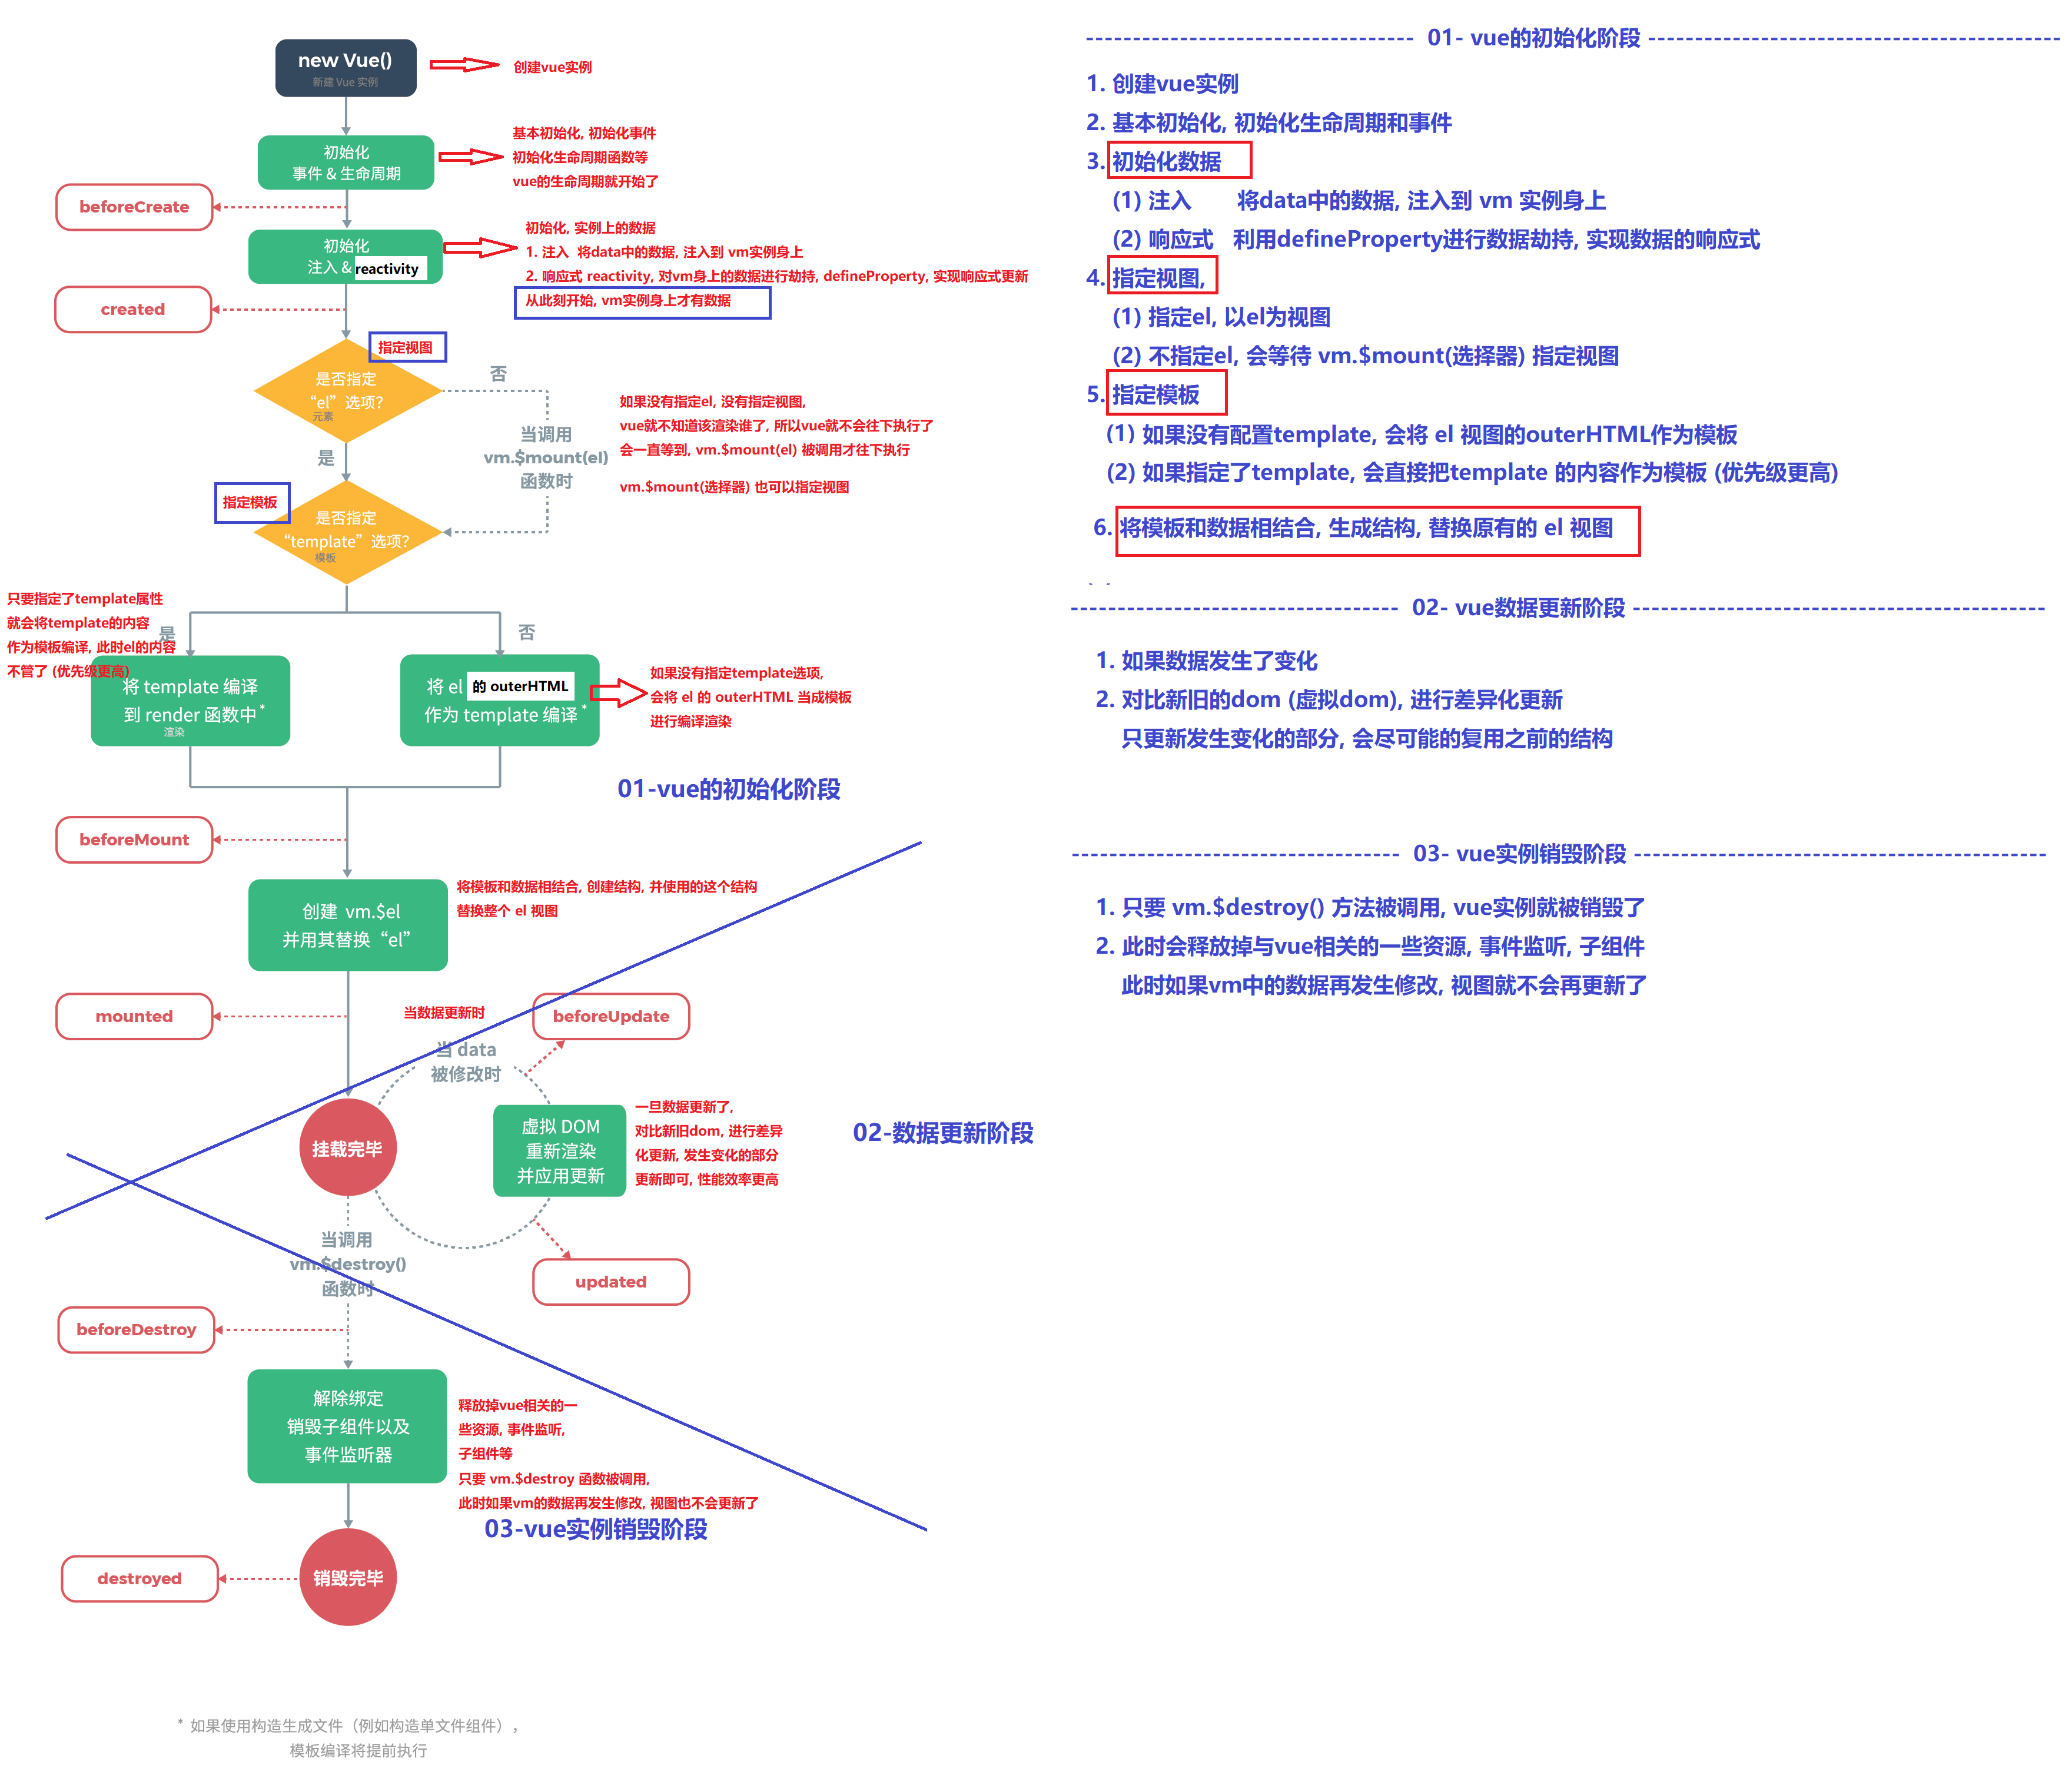 new Vue()
新建 Vue 实例
创建vue实例
初始化
事件 & 生命周期
基本初始化, 初始化事件
初始化生命周期函数等
vue的生命周期就开始了
beforeCreate
初始化
注入 & reactivity
初始化, 实例上的数据
1. 注入 将data中的数据, 注入到 vm实例身上
2. 响应式 reactivity, 对vm身上的数据进行劫持, defineProperty, 实现响应式更新
从此刻开始, vm实例身上才有数据
created
指定视图
是否指定
“el”选项?
元素
否
当调用
vm.$mount(el)
函数时
如果没有指定el, 没有指定视图,
vue就不知道该渲染谁了, 所以vue就不会往下执行了
会一直等到, vm.$mount(el) 被调用才往下执行
vm.$mount(选择器) 也可以指定视图
是
指定模板
是否指定
“template”选项?
模板
只要指定了template属性
就会将template的内容
作为模板编译, 此时el的内容
不管了 (优先级更高)
是
否
将 template 编译
到 render 函数中*
渲染
将 el 的 outerHTML
作为 template 编译*
如果没有指定template选项,
会将 el 的 outerHTML 当成模板
进行编译渲染
01-vue的初始化阶段
beforeMount
创建 vm.$el
并用其替换“el”
将模板和数据相结合, 创建结构, 并使用的这个结构
替换整个 el 视图
mounted
当数据更新时
beforeUpdate
当 data
被修改时
挂载完毕
虚拟 DOM
重新渲染
并应用更新
一旦数据更新了,
对比新旧dom, 进行差异
化更新, 发生变化的部分
更新即可, 性能效率更高
02-数据更新阶段
当调用
vm.$destroy()
函数时
updated
beforeDestroy
解除绑定
销毁子组件以及
事件监听器
释放掉vue相关的一
些资源, 事件监听,
子组件等
只要 vm.$destroy 函数被调用,
此时如果vm的数据再发生修改, 视图也不会更新了
03-vue实例销毁阶段
destroyed
销毁完毕
* 如果使用构造生成文件（例如构造单文件组件），
模板编译将提前执行
-------------------------------- 01- vue的初始化阶段 ----------------------------------------
1. 创建vue实例
2. 基本初始化, 初始化生命周期和事件
3. 初始化数据
(1) 注入 将data中的数据, 注入到 vm 实例身上
(2) 响应式 利用defineProperty进行数据劫持, 实现数据的响应式
4. 指定视图,
(1) 指定el, 以el为视图
(2) 不指定el, 会等待 vm.$mount(选择器) 指定视图
5. 指定模板
(1) 如果没有配置template, 会将 el 视图的outerHTML作为模板
(2) 如果指定了template, 会直接把template 的内容作为模板 (优先级更高)
6. 将模板和数据相结合, 生成结构, 替换原有的 el 视图
-------------------------------- 02- vue数据更新阶段 ----------------------------------------
1. 如果数据发生了变化
2. 对比新旧的dom (虚拟dom), 进行差异化更新
只更新发生变化的部分, 会尽可能的复用之前的结构
-------------------------------- 03- vue实例销毁阶段 ----------------------------------------
1. 只要 vm.$destroy() 方法被调用, vue实例就被销毁了
2. 此时会释放掉与vue相关的一些资源, 事件监听, 子组件
此时如果vm中的数据再发生修改, 视图就不会再更新了